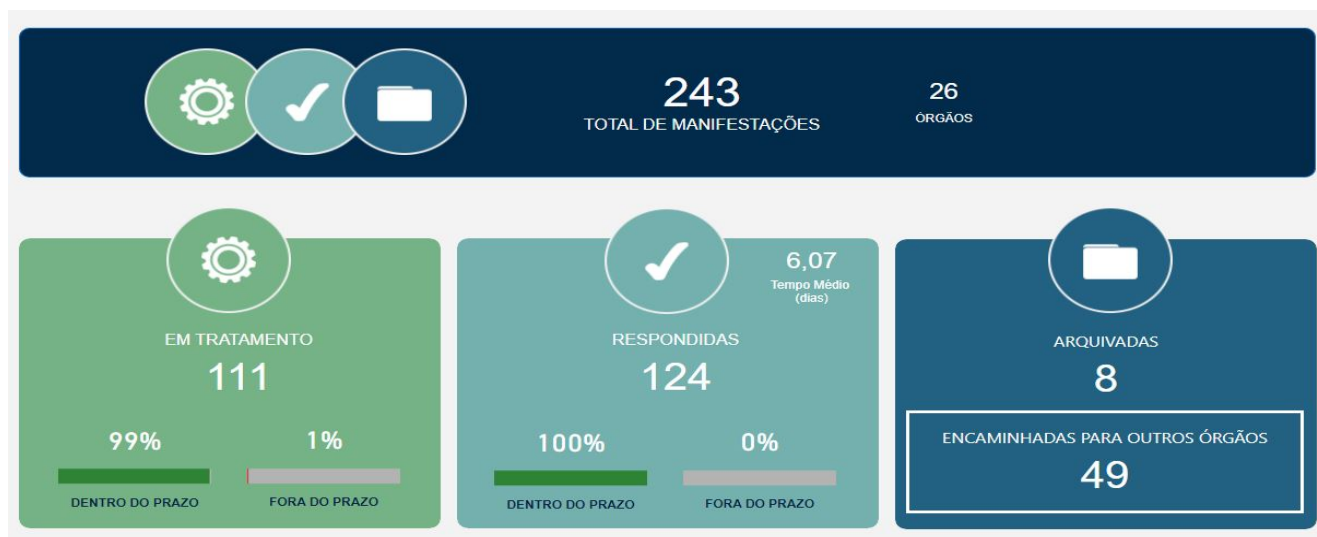 243
TOTAL DE MANIFESTAÇÕES
26
ÓRGÃOS
EM TRATAMENTO
111
99%
1%
DENTRO DO PRAZO
FORA DO PRAZO
6,07
Tempo Médio
(dias)
RESPONDIDAS
124
100%
0%
DENTRO DO PRAZO
FORA DO PRAZO
ARQUIVADAS
8
ENCAMINHADAS PARA OUTROS ÓRGÃOS
49